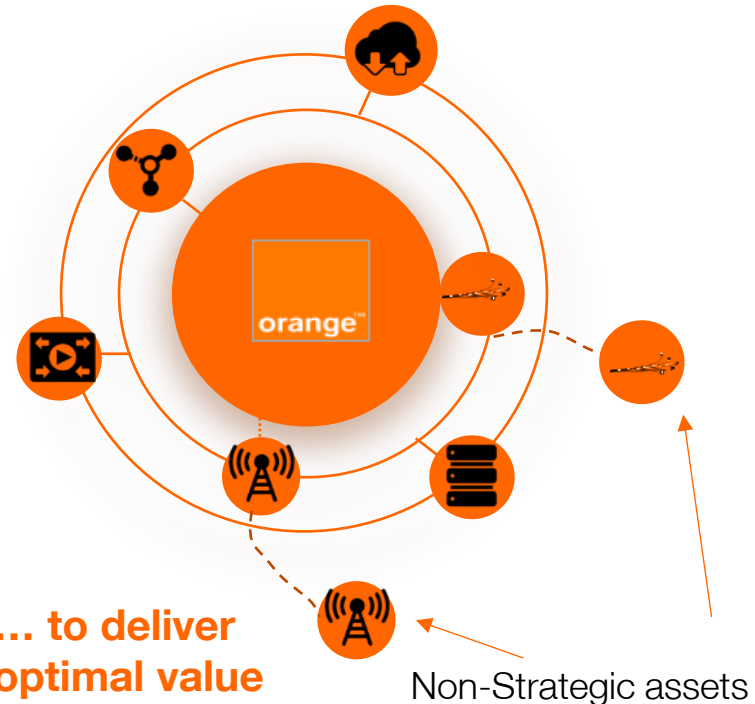 orange™
... to deliver
optimal value
Non-Strategic assets